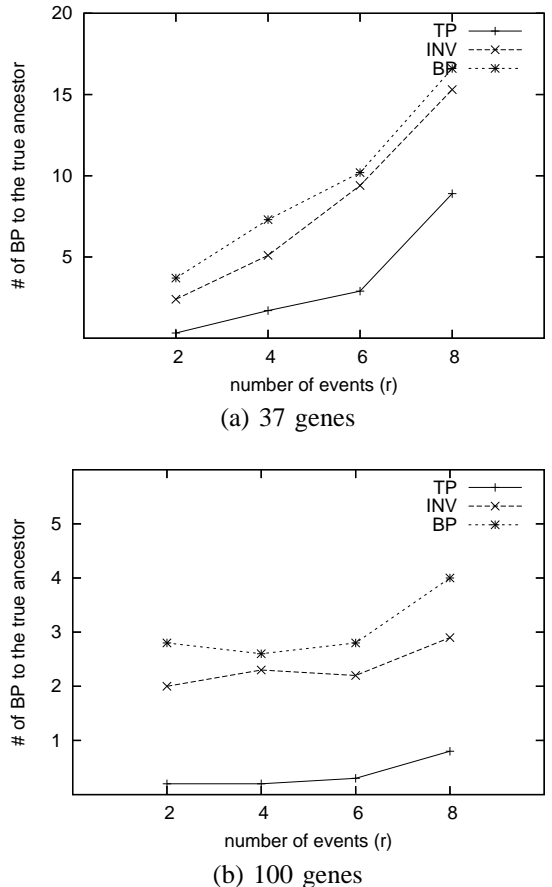 20
15
10
5
2
4
6
8
# of BP to the true ancestor
number of events (r)
TP
INV
BP
(a) 37 genes
5
4
3
2
1
2
4
6
8
# of BP to the true ancestor
number of events (r)
TP
INV
BP
(b) 100 genes